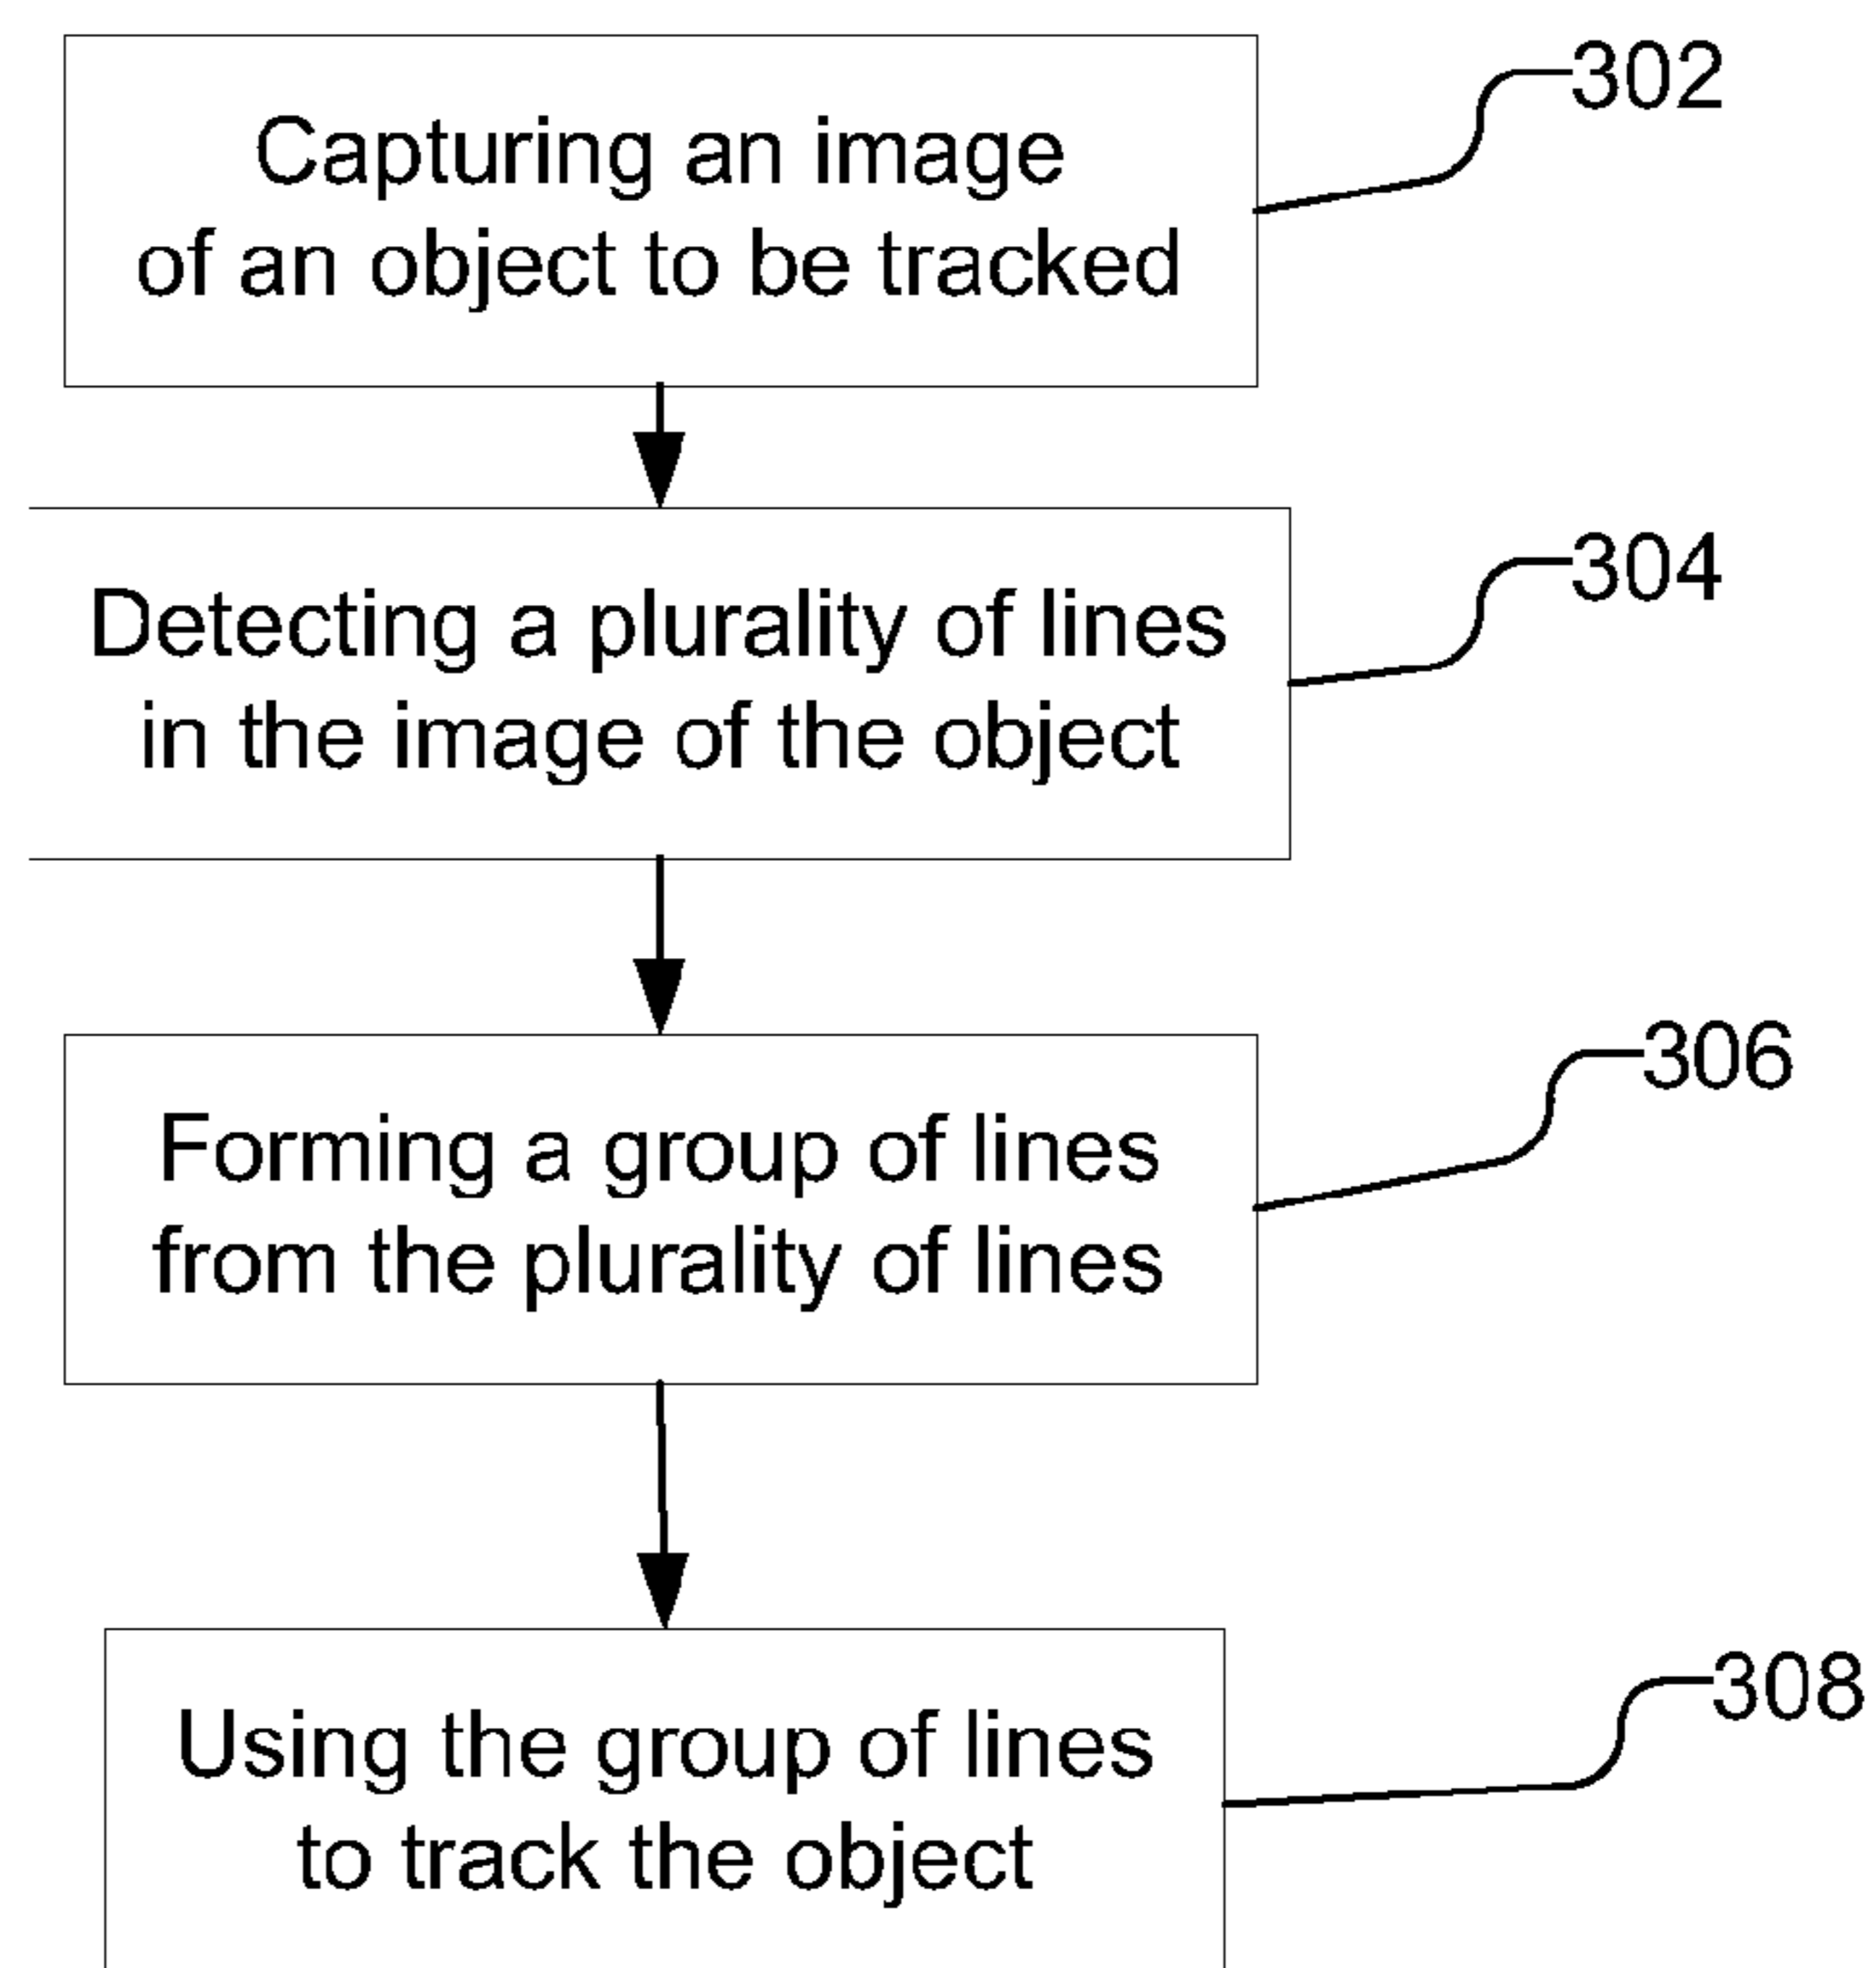 302
Capturing an image
of an object to be tracked
304
Detecting a plurality of lines
in the image of the object
306
Forming a group of lines
from the plurality of lines
308
Using the group of lines
to track the object